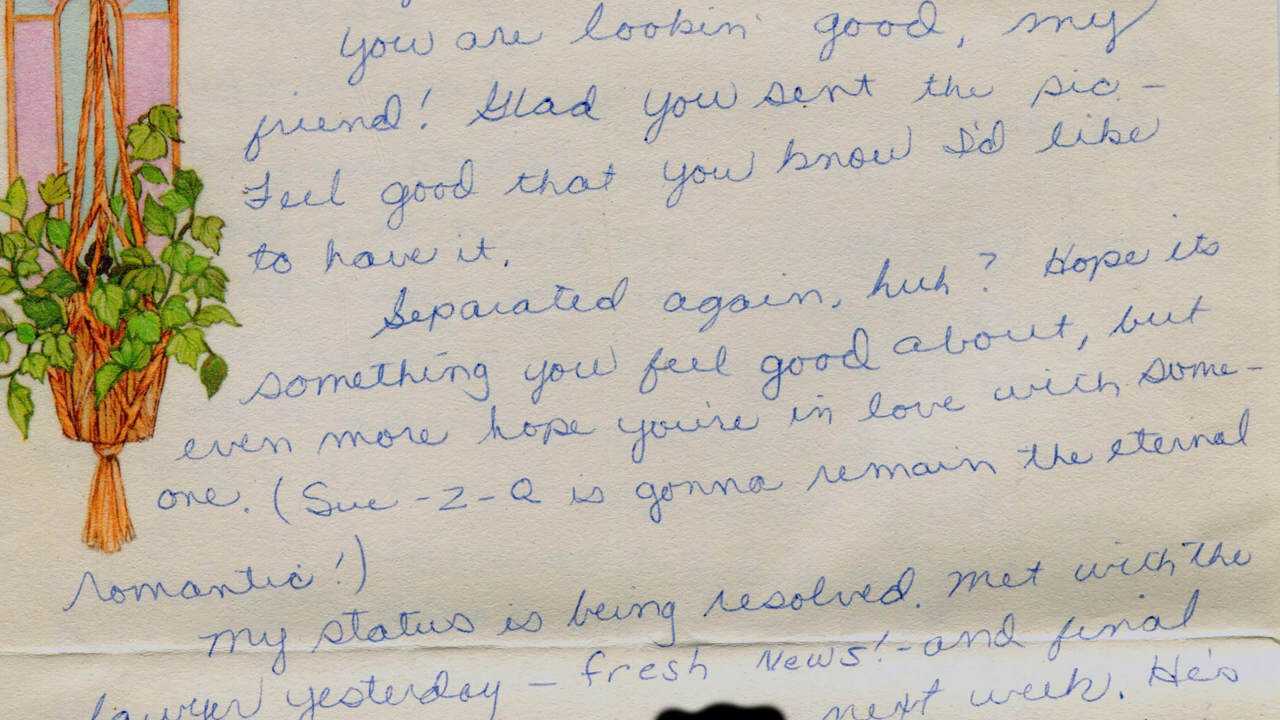 You are lookin' good, my
friend! Glad you sent the pic -
Feel good that you know I'd like
to have it.
Separated again, huh? Hope its
something you feel good about, but
even more hope you're in love with some-
one. (Sue-Z-Q is gonna remain the eternal
romantic!)
My status is being resolved. Met with the
lawyer yesterday - fresh News! - and final
next week. He's